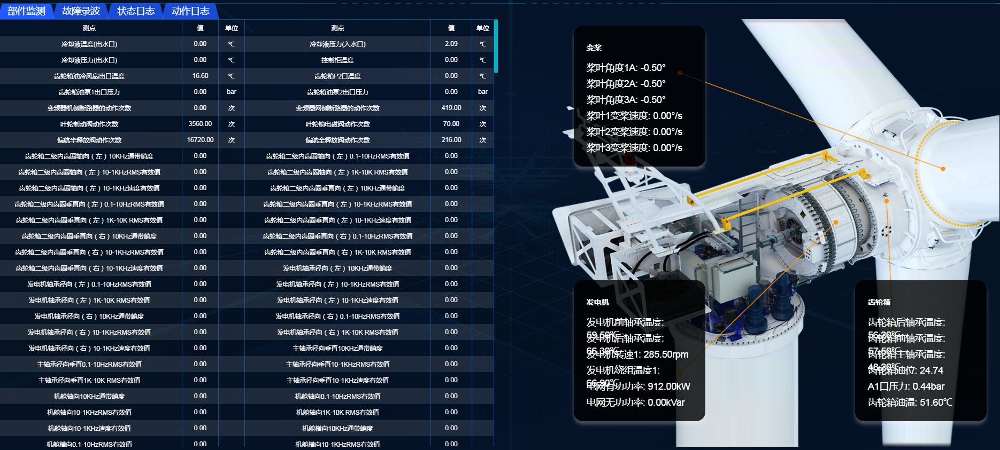 部件监测 故障录波 状态日志 动作日志
测点 值 单位 测点 值 单位
冷却液温度(出水口) 0.00 ℃ 冷却液压力(入水口) 2.09 ℃
冷却液压力(出水口) 0.00 ℃ 控制柜温度 0.00 ℃
齿轮箱油冷风扇出口温度 16.60 ℃ 齿轮箱P2口温度 0.00 ℃
齿轮箱油泵1出口压力 0.00 bar 齿轮箱油泵2出口压力 0.00 bar
变频器机侧断路器的动作次数 0.00 次 变频器网侧断路器的动作次数 419.00 次
叶轮制动阀动作次数 3560.00 次 叶轮锁电磁阀动作次数 70.00 次
偏航半释放阀动作次数 16720.00 次 偏航全释放阀动作次数 216.00 次
齿轮箱二级内齿圈轴向（左）10KHz通带峭度 0.00 齿轮箱二级内齿圈轴向（左）0.1-10HzRMS有效值 0.00
齿轮箱二级内齿圈轴向（左）10-1KHzRMS有效值 0.00 齿轮箱二级内齿圈轴向（左）1K-10K RMS有效值 0.00
齿轮箱二级内齿圈轴向（左）10-1KHz速度有效值 0.00 齿轮箱二级内齿圈垂直向（左）10KHz通带峭度 0.00
齿轮箱二级内齿圈垂直向（左）0.1-10HzRMS有效值 0.00 齿轮箱二级内齿圈垂直向（左）10-1KHzRMS有效值 0.00
齿轮箱二级内齿圈垂直向（左）1K-10K RMS有效值 0.00 齿轮箱二级内齿圈垂直向（左）10-1KHz速度有效值 0.00
齿轮箱二级内齿圈垂直向（右）10KHz通带峭度 0.00 齿轮箱二级内齿圈垂直向（右）0.1-10HzRMS有效值 0.00
齿轮箱二级内齿圈垂直向（右）10-1KHzRMS有效值 0.00 齿轮箱二级内齿圈垂直向（右）1K-10K RMS有效值 0.00
齿轮箱二级内齿圈垂直向（右）10-1KHz速度有效值 0.00 发电机轴承径向（左）10KHz通带峭度 0.00
发电机轴承径向（左）0.1-10HzRMS有效值 0.00 发电机轴承径向（左）10-1KHzRMS有效值 0.00
发电机轴承径向（左）1K-10K RMS有效值 0.00 发电机轴承径向（左）10-1KHz速度有效值 0.00
发电机轴承径向（右）10KHz通带峭度 0.00 发电机轴承径向（右）0.1-10HzRMS有效值 0.00
发电机轴承径向（右）10-1KHzRMS有效值 0.00 发电机轴承径向（右）1K-10K RMS有效值 0.00
发电机轴承径向（右）10-1KHz速度有效值 0.00 主轴承径向垂直10KHz通带峭度 0.00
主轴承径向垂直0.1-10HzRMS有效值 0.00 主轴承径向垂直10-1KHzRMS有效值 0.00
主轴承径向垂直1K-10K RMS有效值 0.00 主轴承径向垂直10-1KHz速度有效值 0.00
机舱轴向10KHz通带峭度 0.00 机舱轴向0.1-10HzRMS有效值 0.00
机舱轴向10-1KHzRMS有效值 0.00 机舱轴向1K-10K RMS有效值 0.00
机舱轴向10-1KHz速度有效值 0.00 机舱横向10KHz通带峭度 0.00
机舱横向0.1-10HzRMS有效值 0.00 机舱横向10-1KHzRMS有效值 0.00
变桨
桨叶角度1A: -0.50°
桨叶角度2A: -0.50°
桨叶角度3A: -0.50°
桨叶1变桨速度: 0.00°/s
桨叶2变桨速度: 0.00°/s
桨叶3变桨速度: 0.00°/s
发电机
发电机前轴承温度:
59.50℃
发电机后轴承温度:
66.30℃
发电机转速1: 285.50rpm
发电机绕组温度1:
66.90℃
电网有功功率: 912.00kW
电网无功功率: 0.00kVar
齿轮箱
齿轮箱后轴承温度:
56.20℃
齿轮箱前轴承温度:
57.50℃
齿轮箱主轴承温度:
48.20℃
齿轮箱油位: 24.74
A1口压力: 0.44bar
齿轮箱油温: 51.60℃